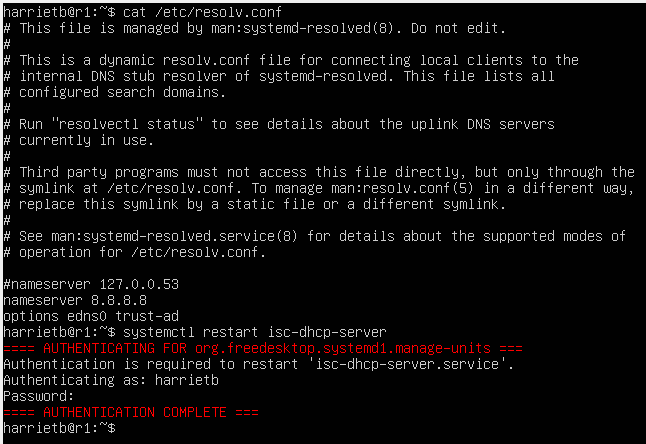 harrietb@r1:~$ cat /etc/resolv.conf
# This file is managed by man:systemd-resolved(8). Do not edit.
#
# This is a dynamic resolv.conf file for connecting local clients to the
# internal DNS stub resolver of systemd-resolved. This file lists all
# configured search domains.
#
# Run "resolvectl status" to see details about the uplink DNS servers
# currently in use.
#
# Third party programs must not access this file directly, but only through the
# symlink at /etc/resolv.conf. To manage man:resolv.conf(5) in a different way,
# replace this symlink by a static file or a different symlink.
#
# See man:systemd-resolved.service(8) for details about the supported modes of
# operation for /etc/resolv.conf.

#nameserver 127.0.0.53
nameserver 8.8.8.8
options edns0 trust-ad
harrietb@r1:~$ systemctl restart isc-dhcp-server
==== AUTHENTICATING FOR org.freedesktop.systemd1.manage-units ===
Authentication is required to restart 'isc-dhcp-server.service'.
Authenticating as: harrietb
Password:
==== AUTHENTICATION COMPLETE ===
harrietb@r1:~$